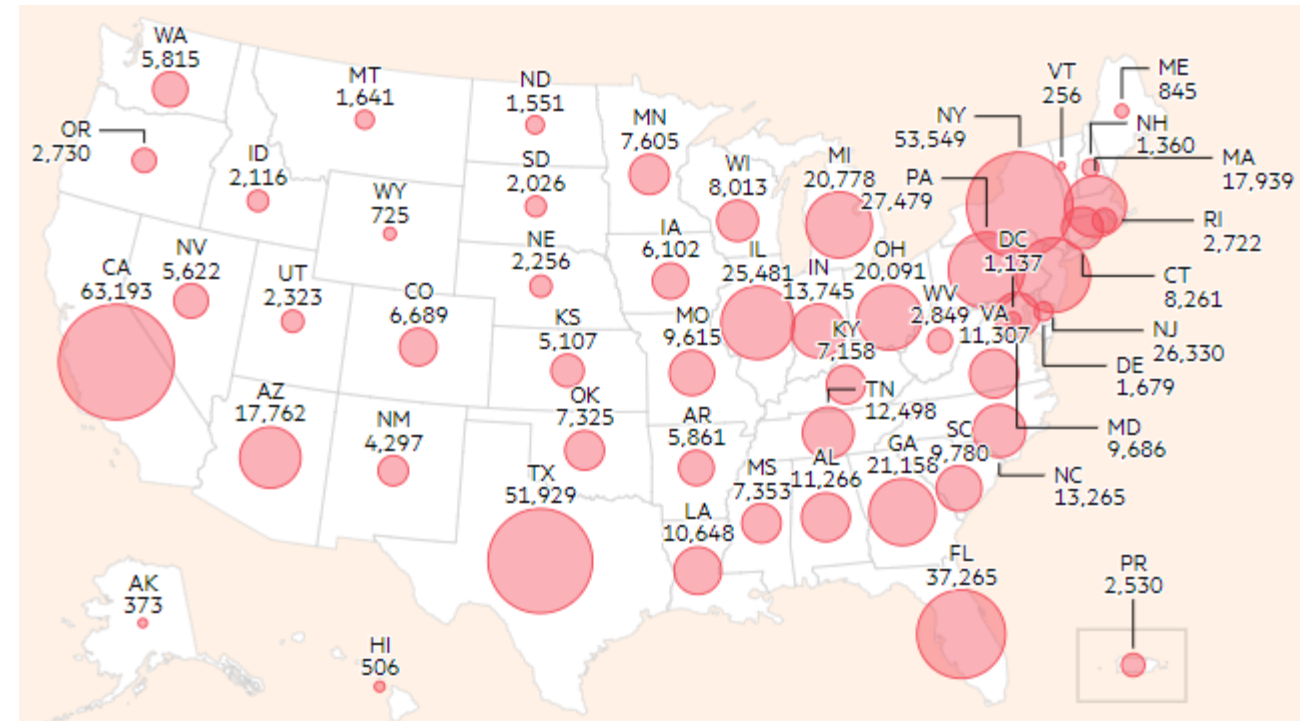 WA
5,815
MT
1,641
ND
1,551
MN
7,605
VT
256
ME
845
NY
53,549
NH
1,360
OR
2,730
ID
2,116
SD
2,026
WI
8,013
MI
20,778
PA
27,479
MA
17,939
WY
725
RI
2,722
NV
5,622
UT
2,323
NE
2,256
IA
6,102
IL
25,481
IN
13,745
OH
20,091
DC
1,137
CT
8,261
CA
63,193
CO
6,689
KS
5,107
MO
9,615
KY
7,158
WV
2,849
VA
11,307
NJ
26,330
DE
1,679
AZ
17,762
NM
4,297
OK
7,325
AR
5,861
TN
12,498
MD
9,686
TX
51,929
LA
10,648
MS
7,353
AL
11,266
GA
21,158
SC
9,780
NC
13,265
FL
37,265
PR
2,530
AK
373
HI
506